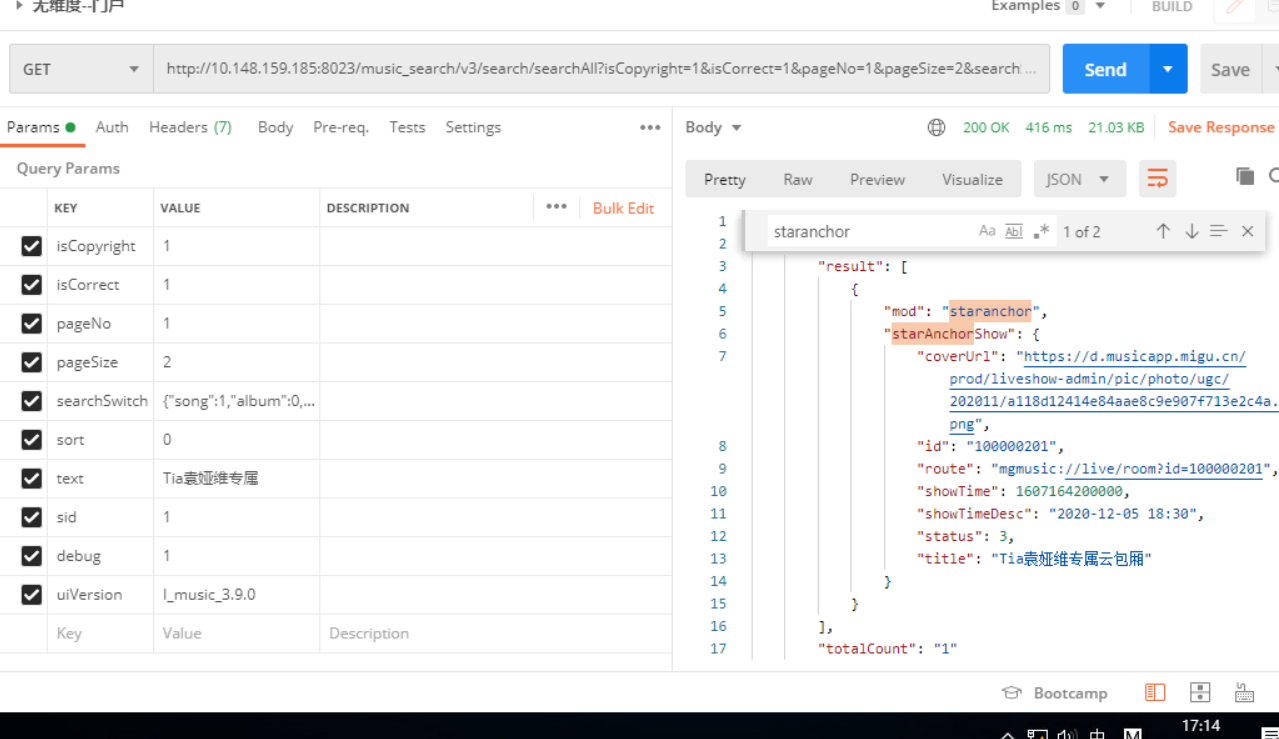 无维度--门户
Examples 0
BUILD
GET
http://10.148.159.185:8023/music_search/v3/search/searchAll?isCopyright=1&isCorrect=1&pageNo=1&pageSize=2&search ...
Send
Save
Params Auth Headers (7) Body Pre-req. Tests Settings •••
Query Params
KEY VALUE DESCRIPTION ••• Bulk Edit
isCopyright 1
isCorrect 1
pageNo 1
pageSize 2
searchSwitch {"song":1,"album":0,...
sort 0
text Tia袁娅维专属
sid 1
debug 1
uiVersion I_music_3.9.0
Key Value Description
Body 200 OK 416 ms 21.03 KB Save Response
Pretty Raw Preview Visualize JSON
staranchor Aa Abl .* 1 of 2
1
2
3 "result": [
4 {
5 "mod": "staranchor",
6 "starAnchorShow": {
7 "coverUrl": "https://d.musicapp.migu.cn/
prod/liveshow-admin/pic/photo/ugc/
202011/a118d12414e84aae8c9e907f713e2c4a.
png",
8 "id": "100000201",
9 "route": "mgmusic://live/room?id=100000201",
10 "showTime": 1607164200000,
11 "showTimeDesc": "2020-12-05 18:30",
12 "status": 3,
13 "title": "Tia袁娅维专属云包厢"
14 }
15 }
16 ],
17 "totalCount": "1"
Bootcamp
中 M 17:14